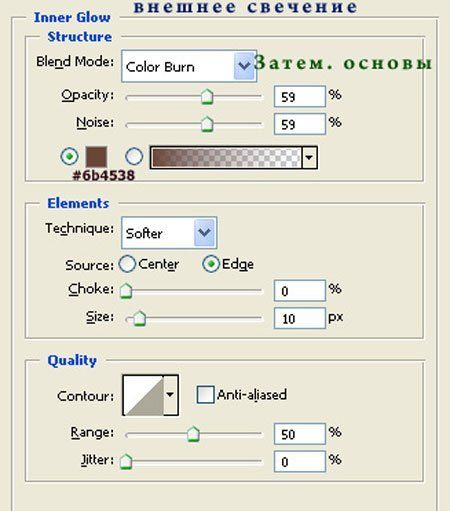 внешнее свечение
Inner Glow
Structure
Blend Mode: Color Burn Затем. основы
Opacity: 59 %
Noise: 59 %
#6b4538
Elements
Technique: Softer
Source: Center Edge
Choke: 0 %
Size: 10 px
Quality
Contour: Anti-aliased
Range: 50 %
Jitter: 0 %